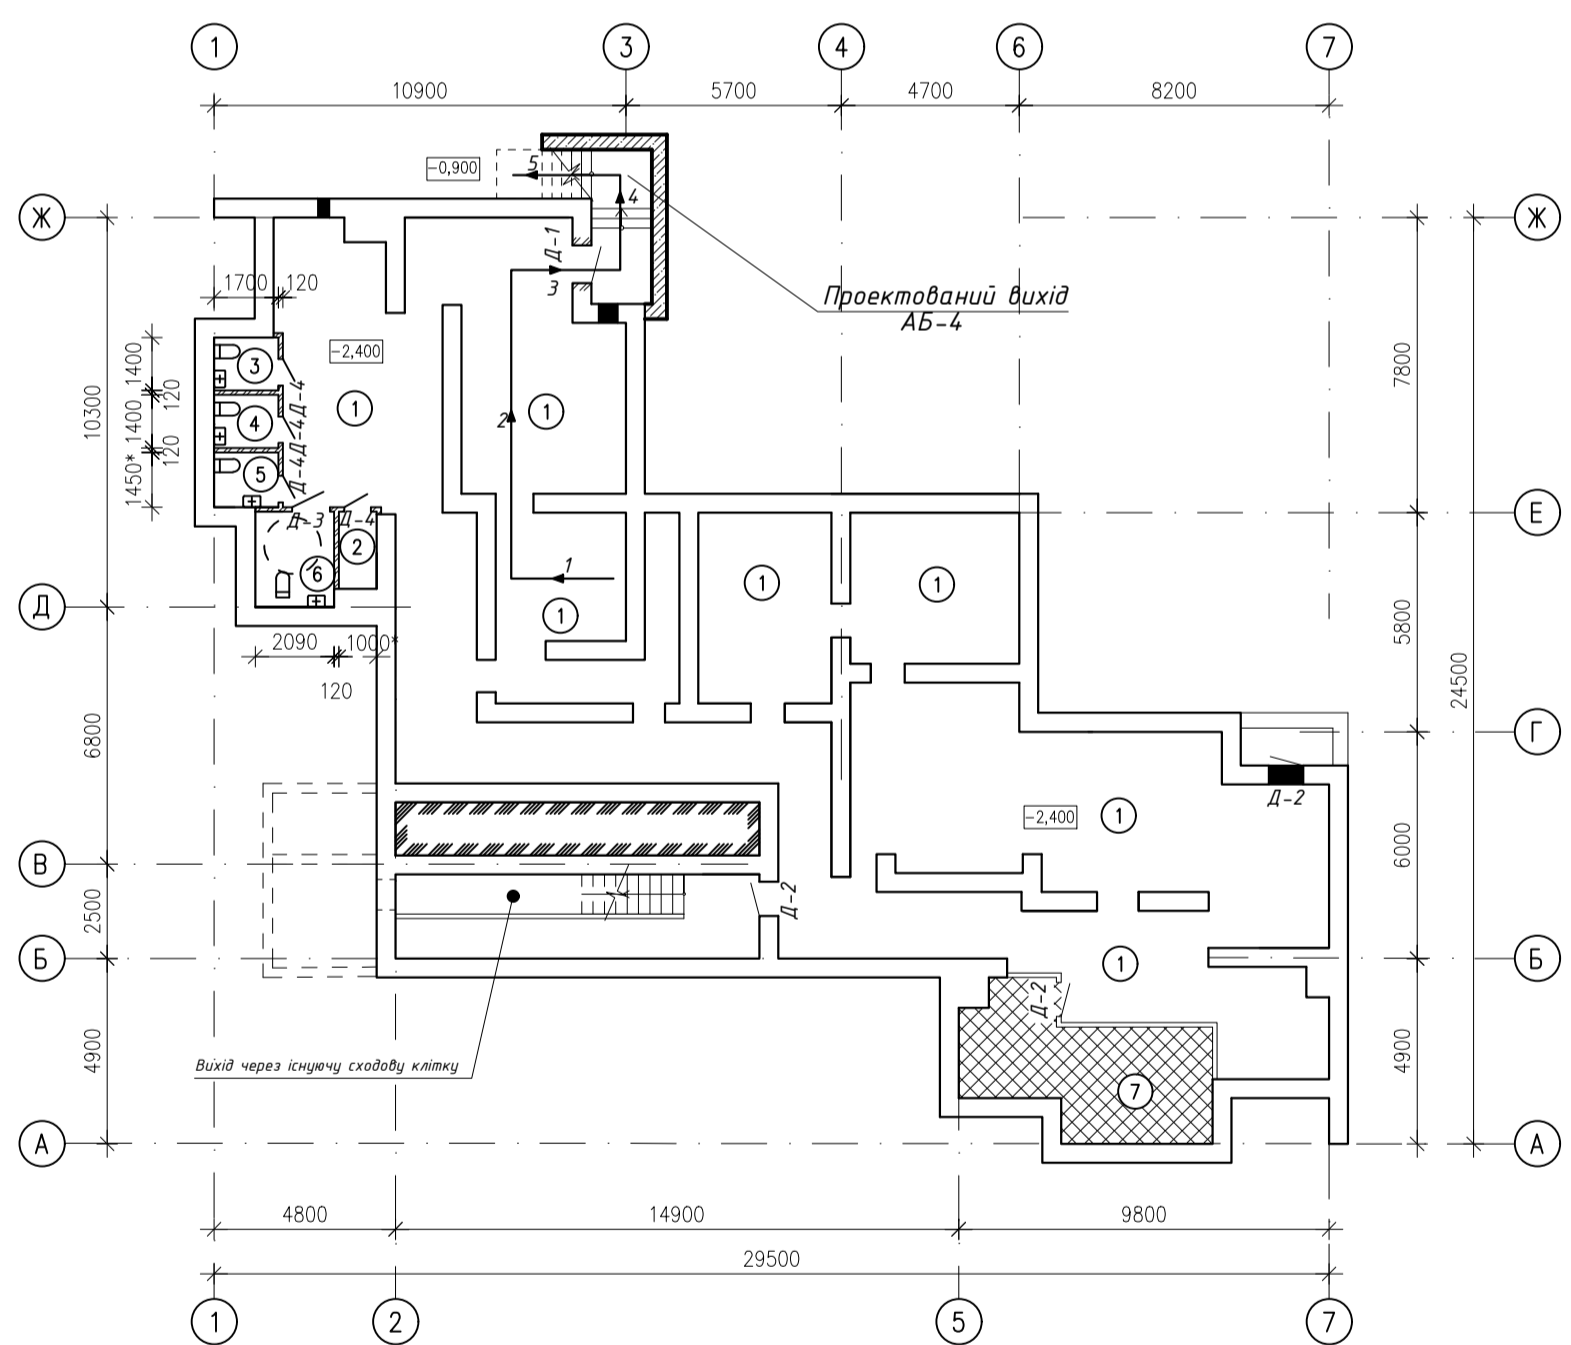 1 3 4 6 7
10900 5700 4700 8200
-0,900
5
4
Ж
Ж
Д-1
3
1700 120
Проектований вихід
АБ-4
-2,400
3
1400
Д-4
120
7800
10300
1
1
2
4
1400
Д-4
120
5
1450*
Д-4
Е
Д-3 Д-4
2
6
1
1
1
1
Д
2090 1000*
120
5800
24500
6800
Г
Д-2
-2,400
1
6000
В
2500
Д-2
Б
1
Б
Д-2
4900
4900
Вихід через існуючу сходову клітку
7
А
А
4800 14900 9800
29500
1 2 5 7